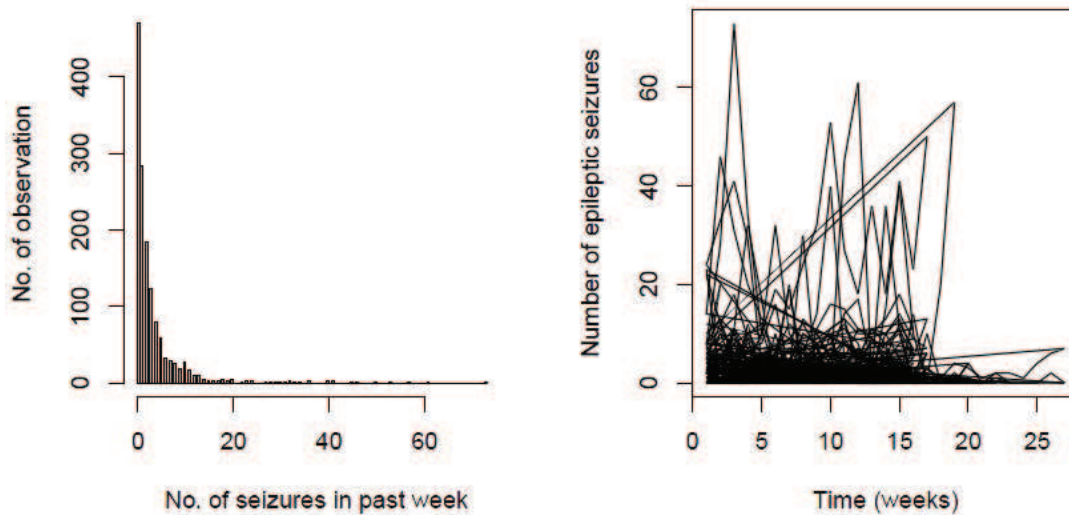 No. of observation
0 100 200 300 400
0 20 40 60
No. of seizures in past week
Number of epileptic seizures
0 20 40 60
0 5 10 15 20 25
Time (weeks)